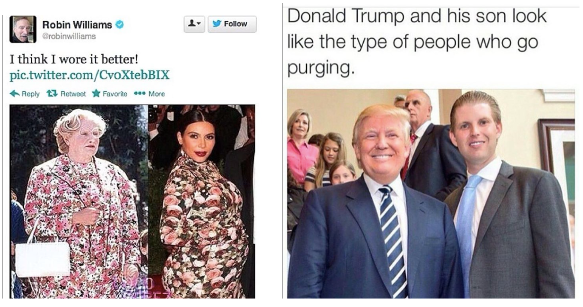 Robin Williams
@robinwilliams
Follow
I think I wore it better!
pic.twitter.com/CvoXtebBIX
Reply Retweet Favorite More
Donald Trump and his son look
like the type of people who go
purging.